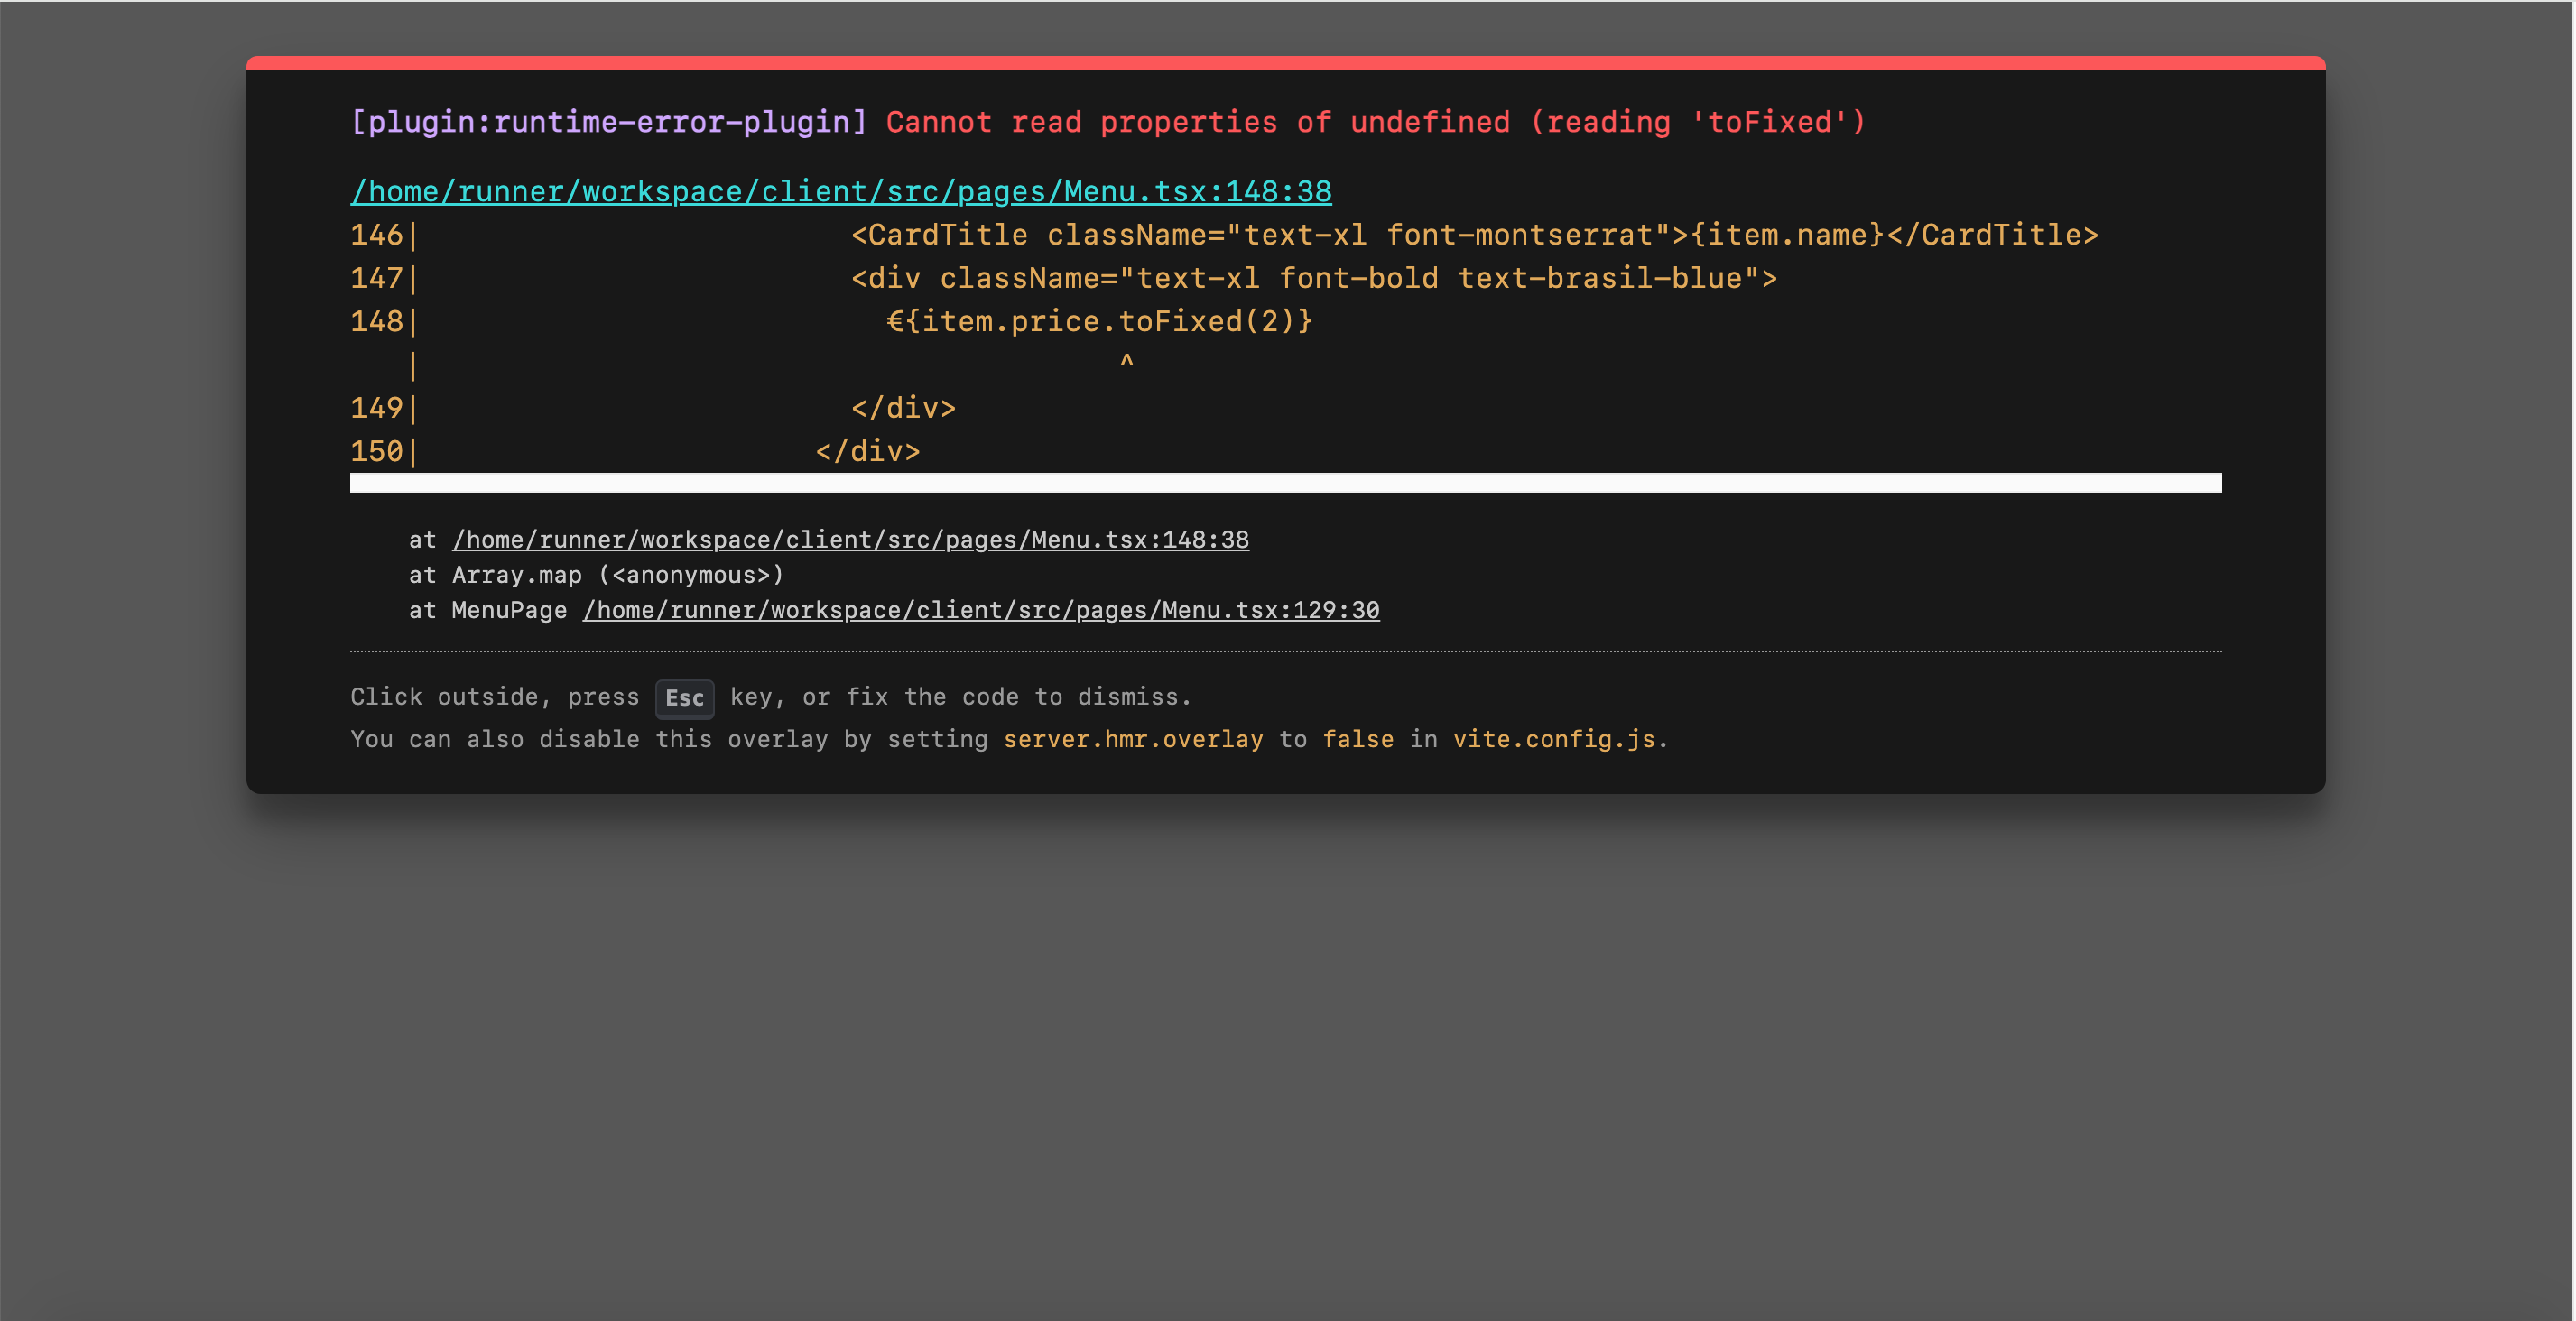 [plugin:runtime-error-plugin] Cannot read properties of undefined (reading 'toFixed')
/home/runner/workspace/client/src/pages/Menu.tsx:148:38
146|                        <CardTitle className="text-xl font-montserrat">{item.name}</CardTitle>
147|                        <div className="text-xl font-bold text-brasil-blue">
148|                          €{item.price.toFixed(2)}
   |                                       ^
149|                        </div>
150|                      </div>
at /home/runner/workspace/client/src/pages/Menu.tsx:148:38
at Array.map (<anonymous>)
at MenuPage /home/runner/workspace/client/src/pages/Menu.tsx:129:30
Click outside, press Esc key, or fix the code to dismiss.
You can also disable this overlay by setting server.hmr.overlay to false in vite.config.js.